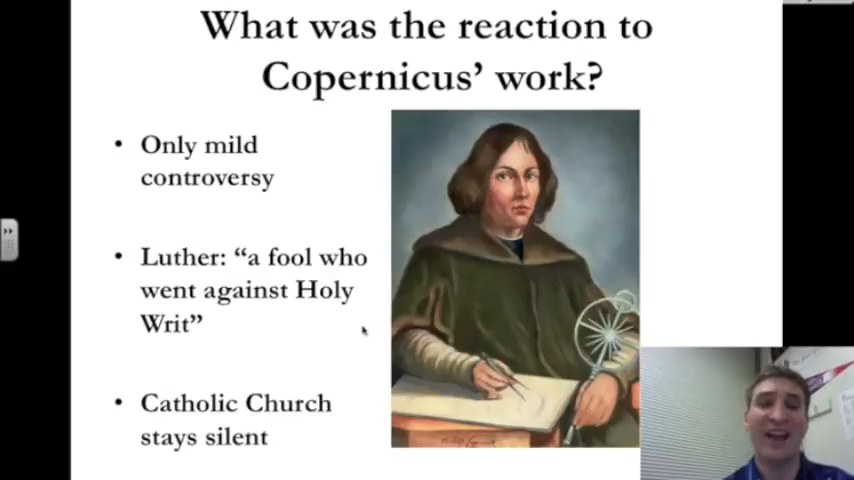 What was the reaction to
Copernicus' work?
• Only mild
controversy
• Luther: “a fool who
went against Holy
Writ”
• Catholic Church
stays silent